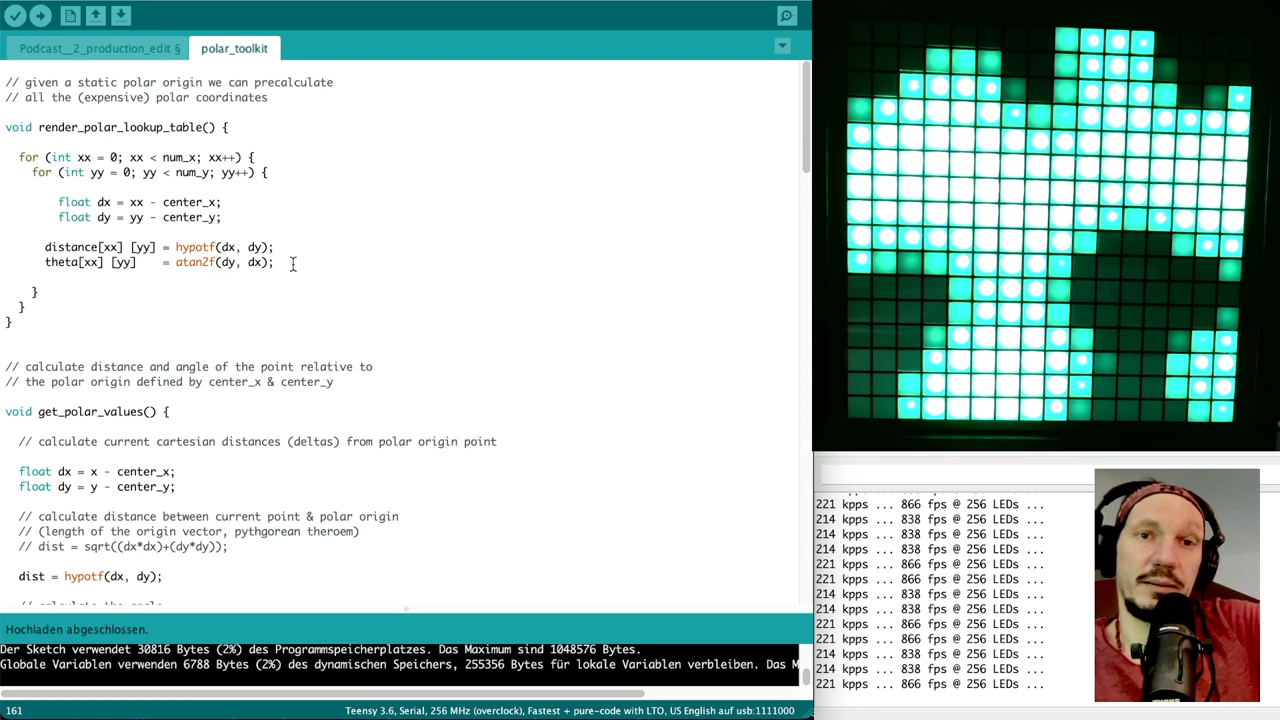 Podcast__2_production_edit §
polar_toolkit
// given a static polar origin we can precalculate
// all the (expensive) polar coordinates
void render_polar_lookup_table() {
for (int xx = 0; xx < num_x; xx++) {
for (int yy = 0; yy < num_y; yy++) {
float dx = xx - center_x;
float dy = yy - center_y;
distance[xx] [yy] = hypotf(dx, dy);
theta[xx] [yy] = atan2f(dy, dx);
}
}
}
// calculate distance and angle of the point relative to
// the polar origin defined by center_x & center_y
void get_polar_values() {
// calculate current cartesian distances (deltas) from polar origin point
float dx = x - center_x;
float dy = y - center_y;
// calculate distance between current point & polar origin
// (length of the origin vector, pythgorean theroem)
// dist = sqrt((dx*dx)+(dy*dy));
dist = hypotf(dx, dy);
Hochladen abgeschlossen.
Der Sketch verwendet 30816 Bytes (2%) des Programmspeicherplatzes. Das Maximum sind 1048576 Bytes.
Globale Variablen verwenden 6788 Bytes (2%) des dynamischen Speichers, 255356 Bytes für lokale Variablen verbleiben. Das M
161
Teensy 3.6, Serial, 256 MHz (overclock), Fastest + pure-code with LTO, US English auf usb:1111000
221 kpps ... 866 fps @ 256 LEDs ...
214 kpps ... 838 fps @ 256 LEDs ...
214 kpps ... 838 fps @ 256 LEDs ...
214 kpps ... 838 fps @ 256 LEDs ...
221 kpps ... 866 fps @ 256 LEDs ...
221 kpps ... 866 fps @ 256 LEDs ...
214 kpps ... 838 fps @ 256 LEDs ...
214 kpps ... 838 fps @ 256 LEDs ...
221 kpps ... 866 fps @ 256 LEDs ...
221 kpps ... 866 fps @ 256 LEDs ...
214 kpps ... 838 fps @ 256 LEDs ...
214 kpps ... 838 fps @ 256 LEDs ...
221 kpps ... 866 fps @ 256 LEDs ...